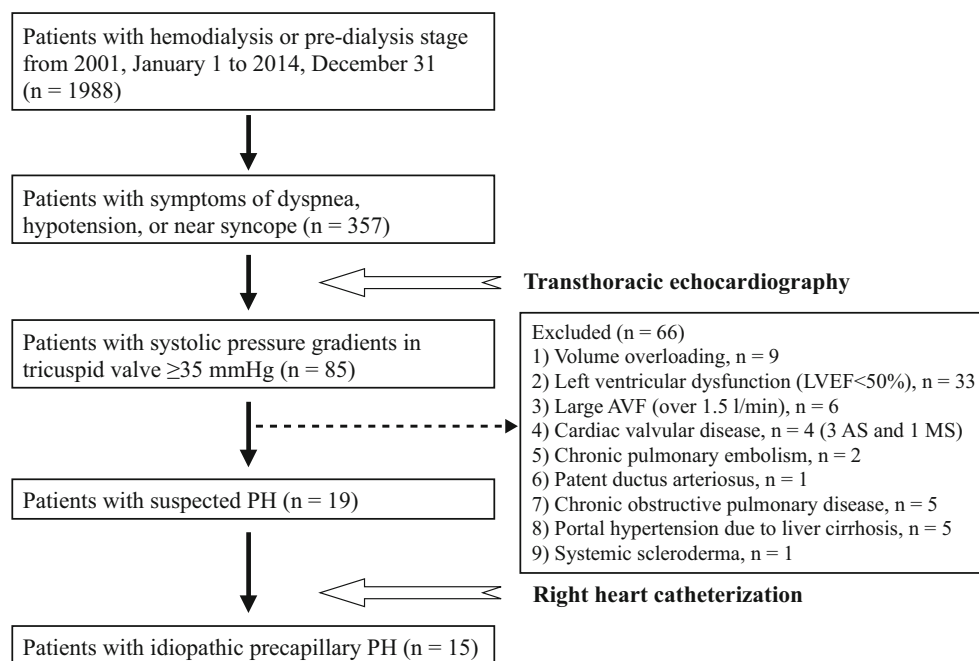 Patients with hemodialysis or pre-dialysis stage
from 2001, January 1 to 2014, December 31
(n = 1988)
Patients with symptoms of dyspnea,
hypotension, or near syncope (n = 357)
Transthoracic echocardiography
Patients with systolic pressure gradients in
tricuspid valve ≥35 mmHg (n = 85)
Excluded (n = 66)
1) Volume overloading, n = 9
2) Left ventricular dysfunction (LVEF<50%), n = 33
3) Large AVF (over 1.5 l/min), n = 6
4) Cardiac valvular disease, n = 4 (3 AS and 1 MS)
5) Chronic pulmonary embolism, n = 2
6) Patent ductus arteriosus, n = 1
7) Chronic obstructive pulmonary disease, n = 5
8) Portal hypertension due to liver cirrhosis, n = 5
9) Systemic scleroderma, n = 1
Patients with suspected PH (n = 19)
Right heart catheterization
Patients with idiopathic precapillary PH (n = 15)